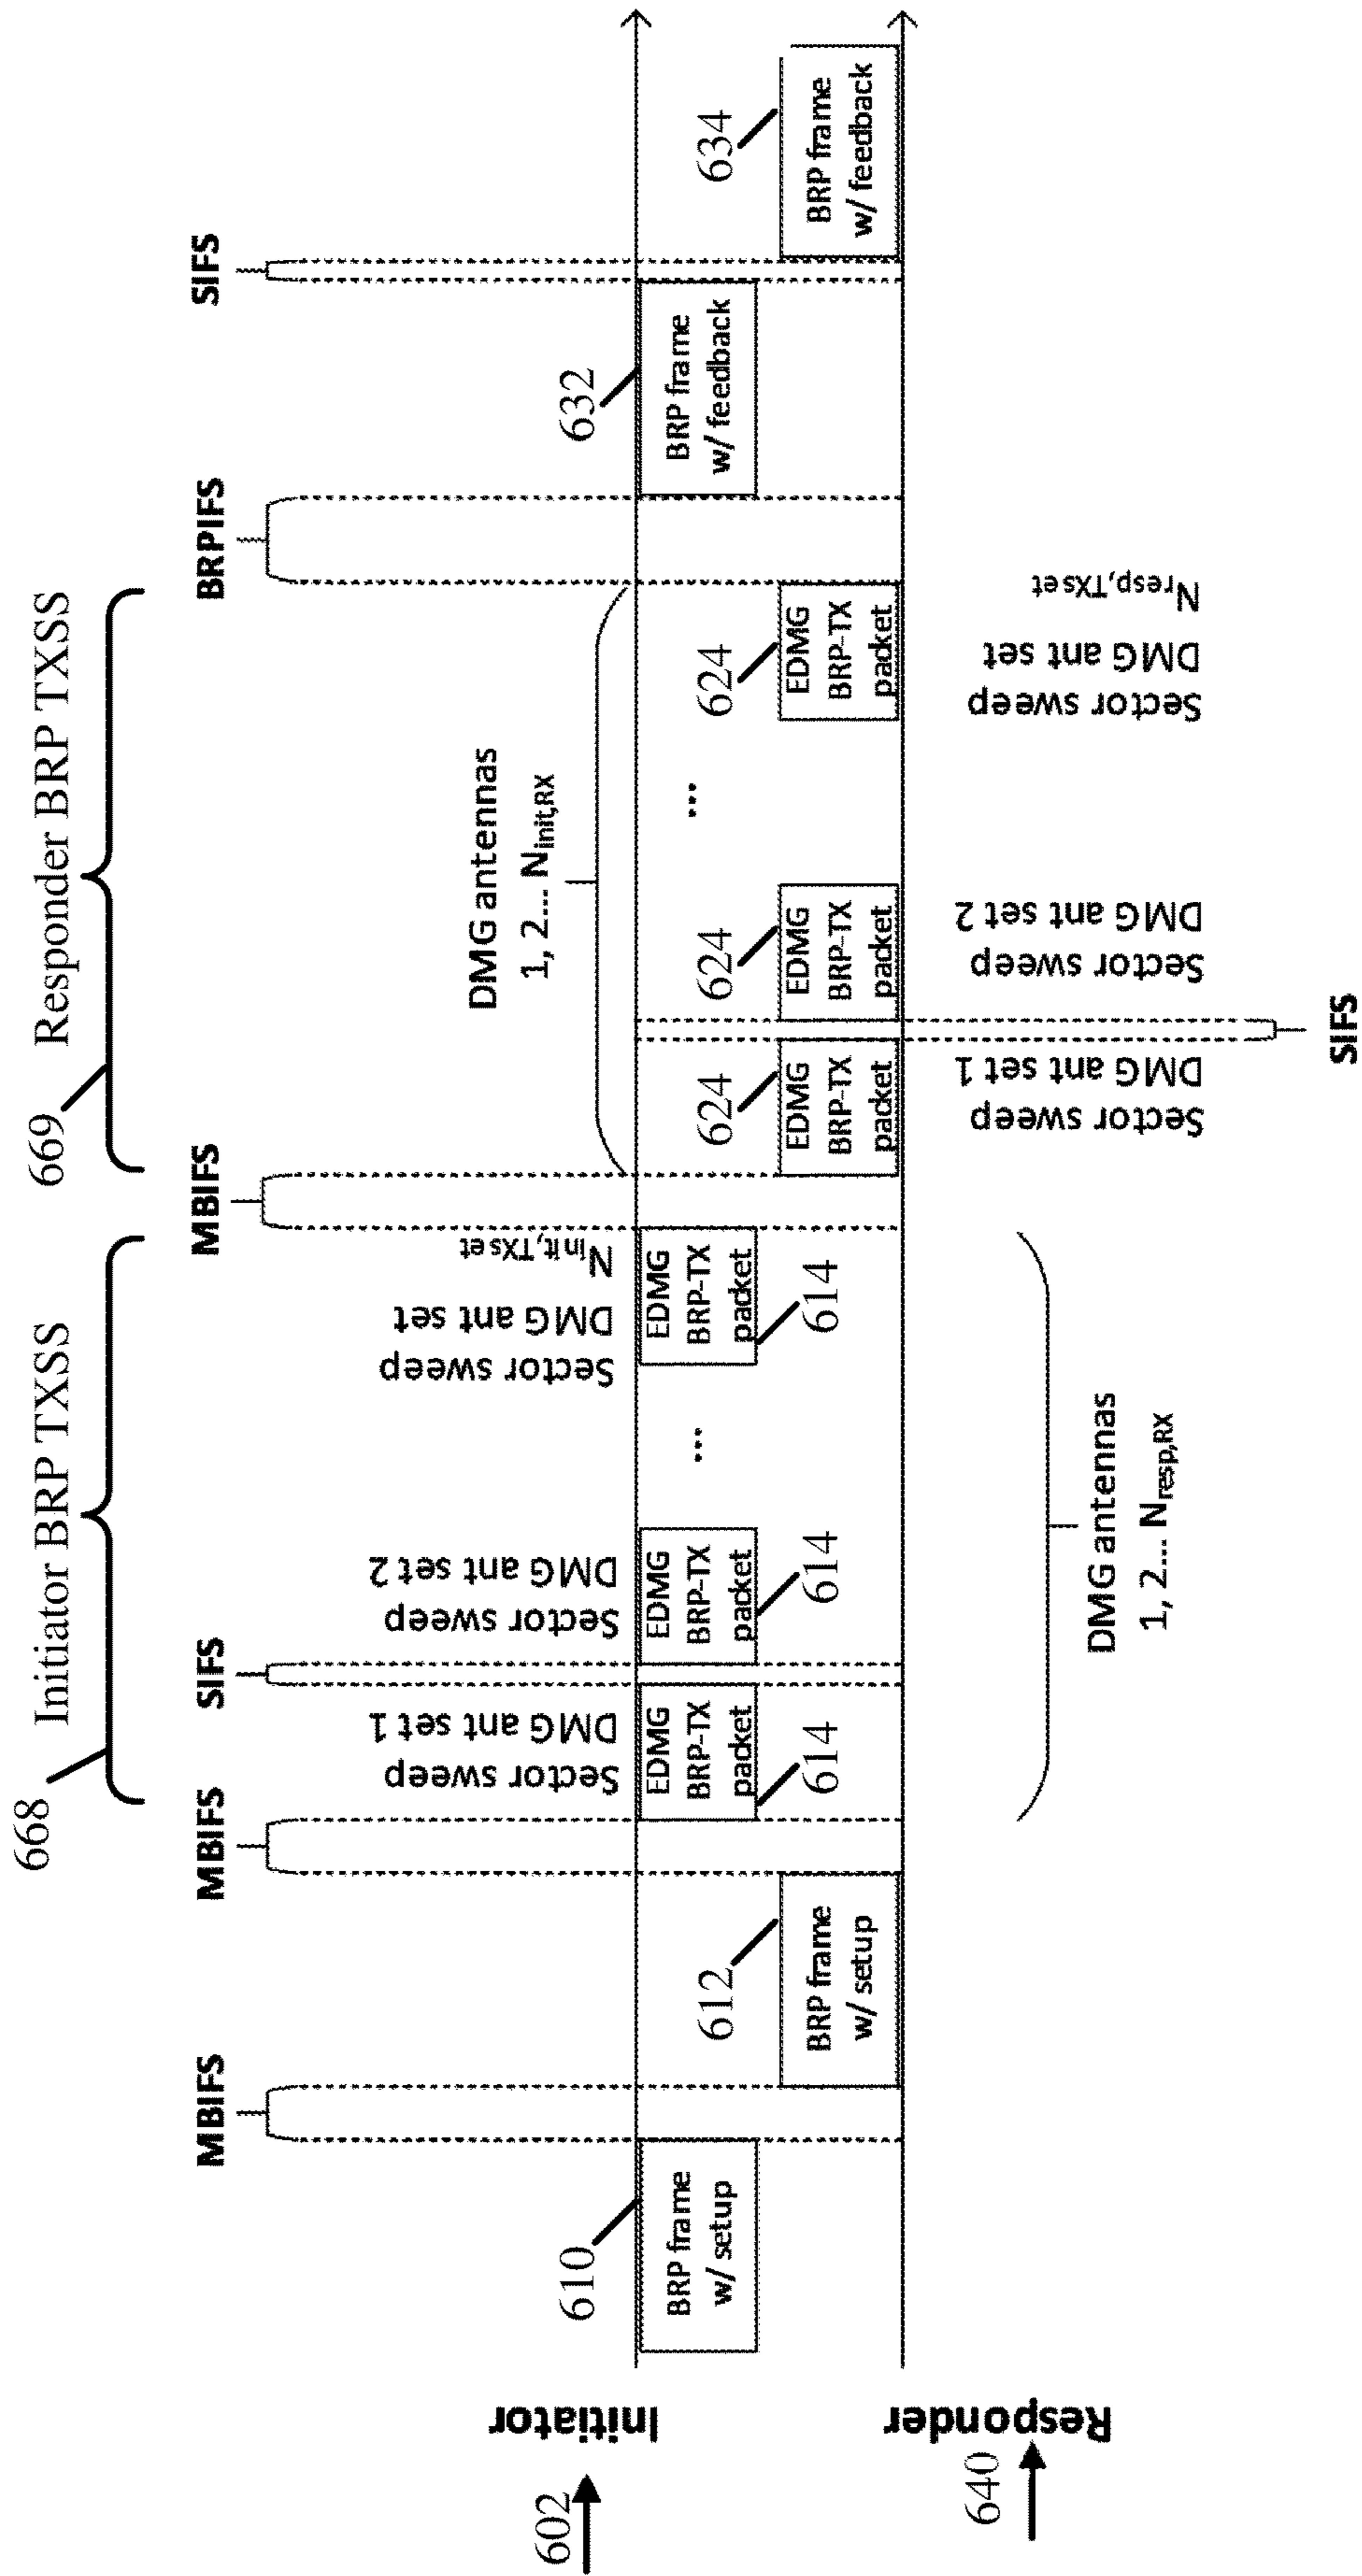 668
Initiator BRP TXSS
669
Responder BRP TXSS
MBIFS
MBIFS
SIFS
MBIFS
BRPIFS
SIFS
Sector sweep
DMG ant set 1
Sector sweep
DMG ant set 2
Sector sweep
DMG ant set
Ninit,TXset
DMG antennas
1, 2... Ninit,RX
602
Initiator
610
BRP frame
w/ setup
EDMG
BRP-TX
packet
EDMG
BRP-TX
packet
...
EDMG
BRP-TX
packet
632
BRP frame
w/ feedback
614
614
614
...
612
BRP frame
w/ setup
624
EDMG
BRP-TX
packet
624
EDMG
BRP-TX
packet
624
EDMG
BRP-TX
packet
634
BRP frame
w/ feedback
640
Responder
DMG antennas
1, 2... Nresp,RX
Sector sweep
DMG ant set 1
Sector sweep
DMG ant set 2
Sector sweep
DMG ant set
Nresp,TXset
SIFS